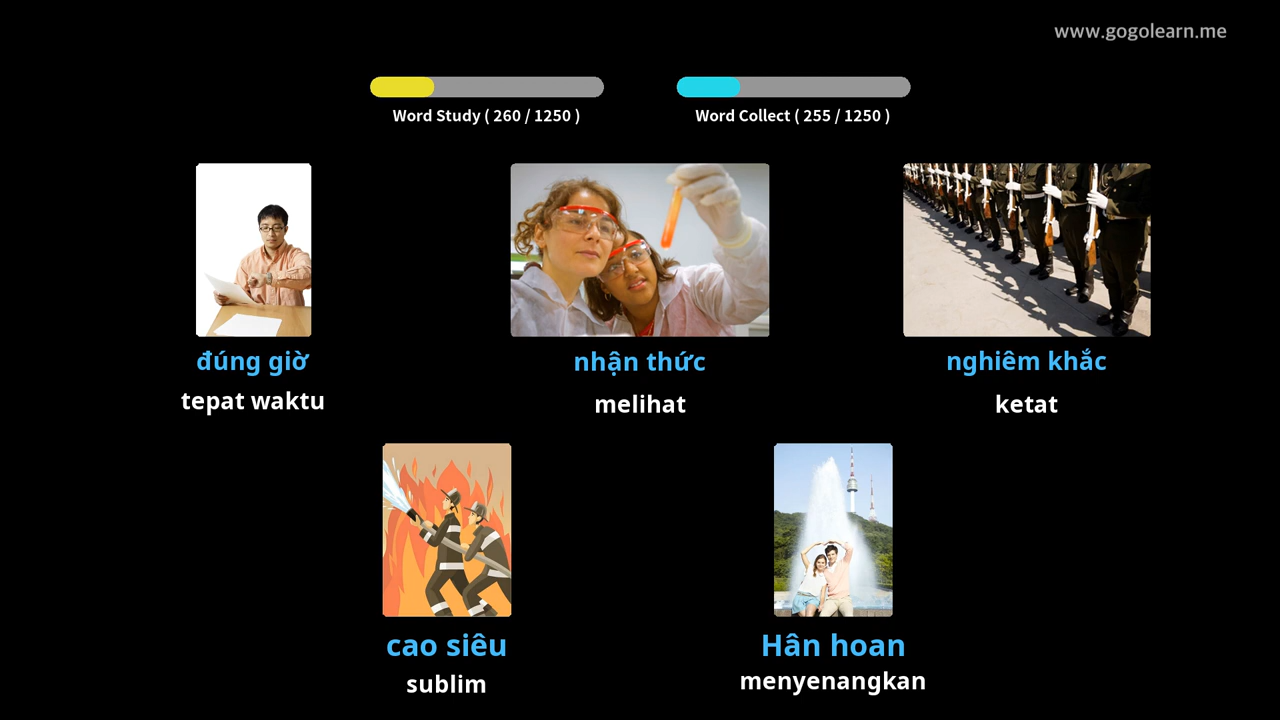 www.gogolearn.me
Word Study ( 260 / 1250 )
Word Collect ( 255 / 1250 )
đúng giờ
tepat waktu
nhận thức
melihat
nghiêm khắc
ketat
cao siêu
sublim
Hân hoan
menyenangkan